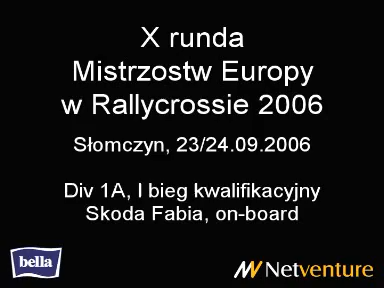 X runda
Mistrzostw Europy
w Rallycrossie 2006
Słomczyn, 23/24.09.2006
Div 1A, I bieg kwalifikacyjny
Skoda Fabia, on-board
bella
Netventure